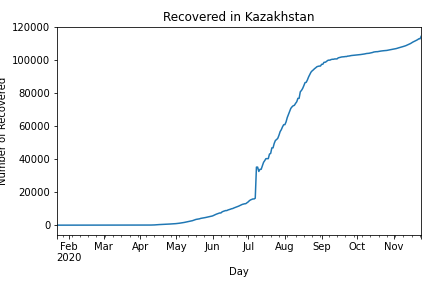 Recovered in Kazakhstan
Number of Recovered
120000
100000
80000
60000
40000
20000
0
Feb Mar Apr May Jun Jul Aug Sep Oct Nov
2020
Day